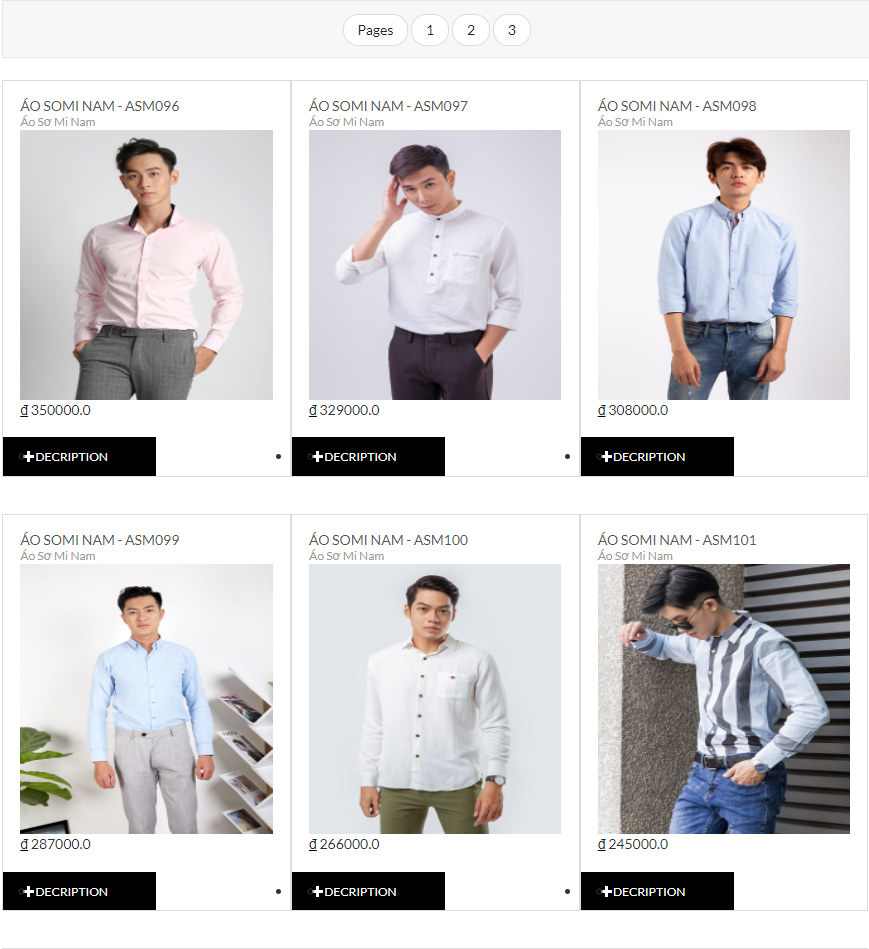 Pages 1 2 3
ÁO SOMI NAM - ASM096
Áo Sơ Mi Nam
₫ 350000.0
DECRIPTION
ÁO SOMI NAM - ASM097
Áo Sơ Mi Nam
₫ 329000.0
DECRIPTION
ÁO SOMI NAM - ASM098
Áo Sơ Mi Nam
₫ 308000.0
DECRIPTION
ÁO SOMI NAM - ASM099
Áo Sơ Mi Nam
₫ 287000.0
DECRIPTION
ÁO SOMI NAM - ASM100
Áo Sơ Mi Nam
₫ 266000.0
DECRIPTION
ÁO SOMI NAM - ASM101
Áo Sơ Mi Nam
₫ 245000.0
DECRIPTION